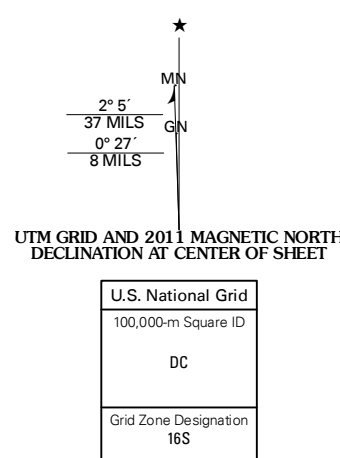 ★
MN
2° 5´
37 MILS
GN
0° 27´
8 MILS
UTM GRID AND 2011 MAGNETIC NORTH
DECLINATION AT CENTER OF SHEET
U.S. National Grid
100,000-m Square ID
DC
Grid Zone Designation
16S